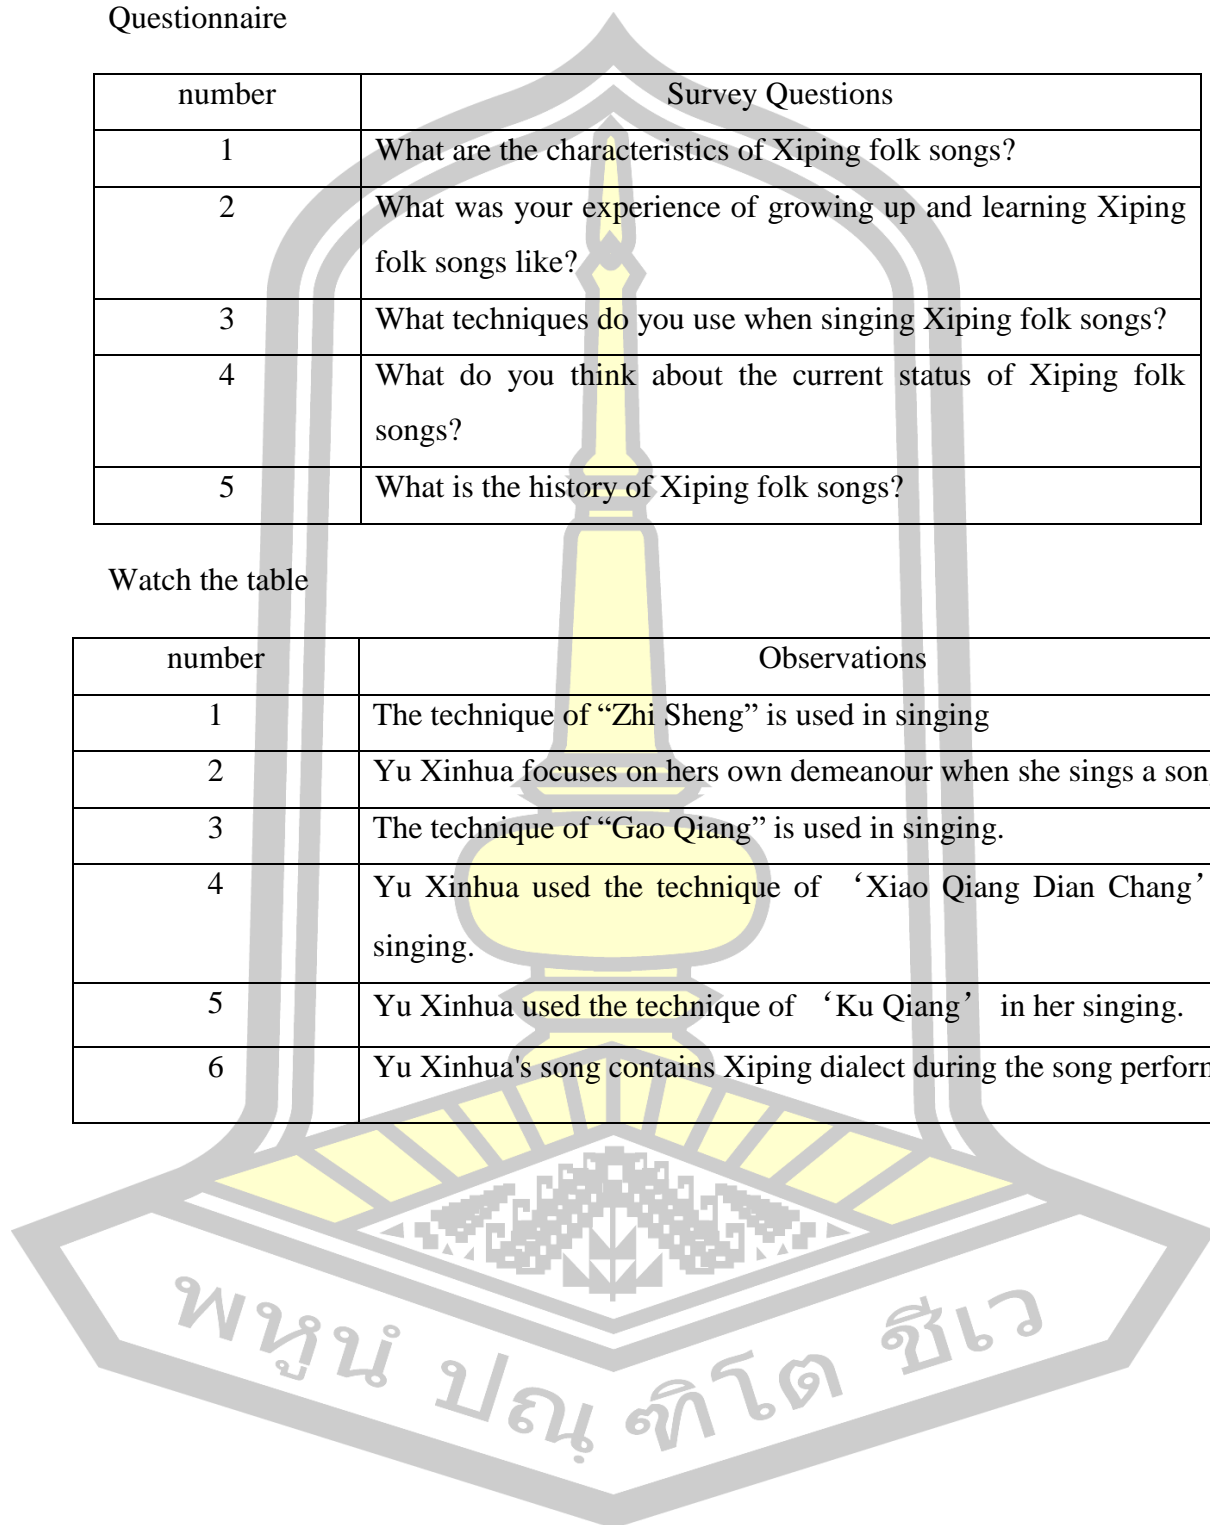 Questionnaire
number Survey Questions
1 What are the characteristics of Xiping folk songs?
2 What was your experience of growing up and learning Xiping
folk songs like?
3 What techniques do you use when singing Xiping folk songs?
4 What do you think about the current status of Xiping folk
songs?
5 What is the history of Xiping folk songs?
Watch the table
number Observations
1 The technique of “Zhi Sheng” is used in singing
2 Yu Xinhua focuses on hers own demeanour when she sings a son
3 The technique of “Gao Qiang” is used in singing.
4 Yu Xinhua used the technique of ‘Xiao Qiang Dian Chang’
singing.
5 Yu Xinhua used the technique of ‘Ku Qiang’ in her singing.
6 Yu Xinhua's song contains Xiping dialect during the song perform
พหูนํ ปณฺฑิโต ชีเว